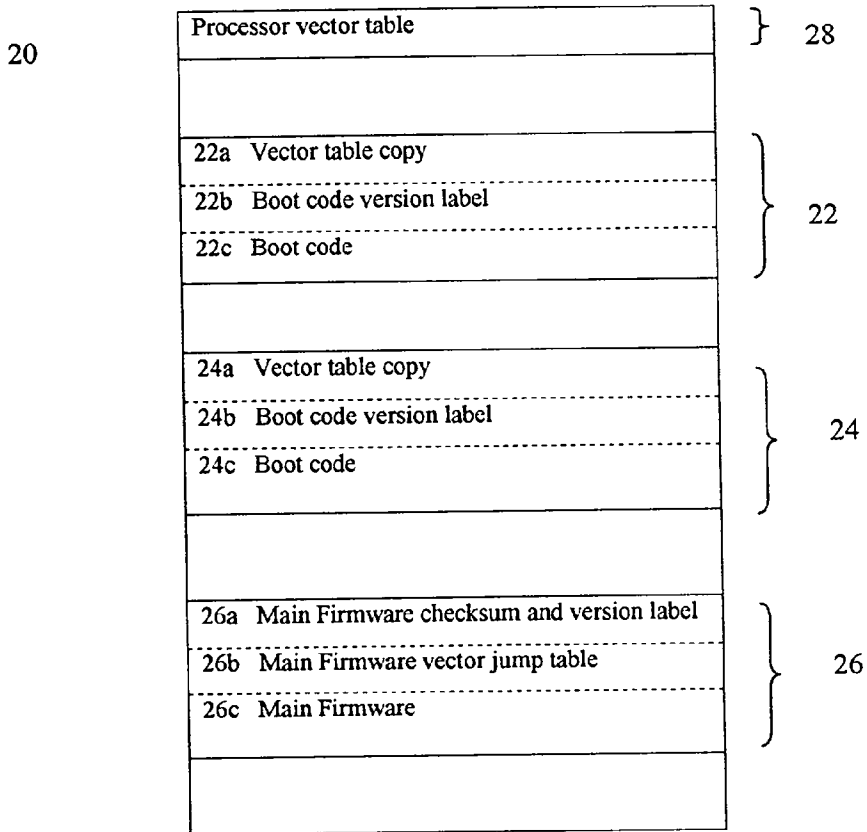 20
Processor vector table
28
22a Vector table copy
22b Boot code version label
22c Boot code
22
24a Vector table copy
24b Boot code version label
24c Boot code
24
26a Main Firmware checksum and version label
26b Main Firmware vector jump table
26c Main Firmware
26